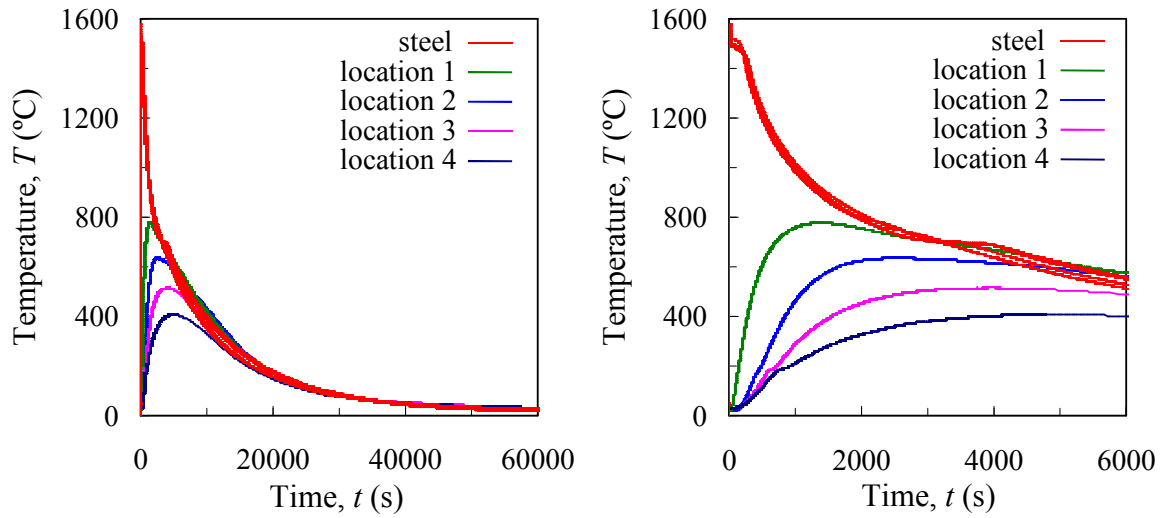 1600
1200
800
400
0
Temperature, T (ºC)
steel
location 1
location 2
location 3
location 4
0
20000
40000
60000
Time, t (s)
1600
1200
800
400
0
Temperature, T (ºC)
steel
location 1
location 2
location 3
location 4
0
2000
4000
6000
Time, t (s)